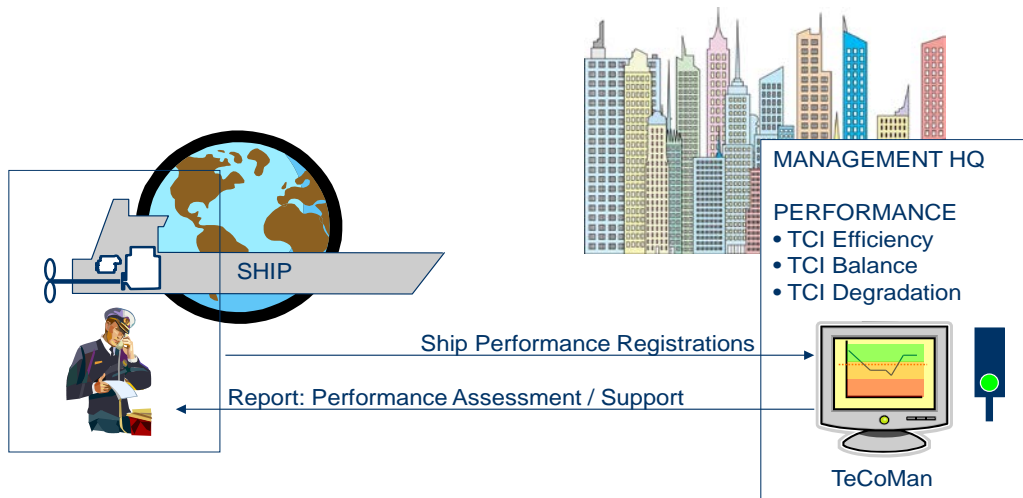 MANAGEMENT HQ
PERFORMANCE
• TCI Efficiency
• TCI Balance
• TCI Degradation
SHIP
Ship Performance Registrations
Report: Performance Assessment / Support
TeCoMan